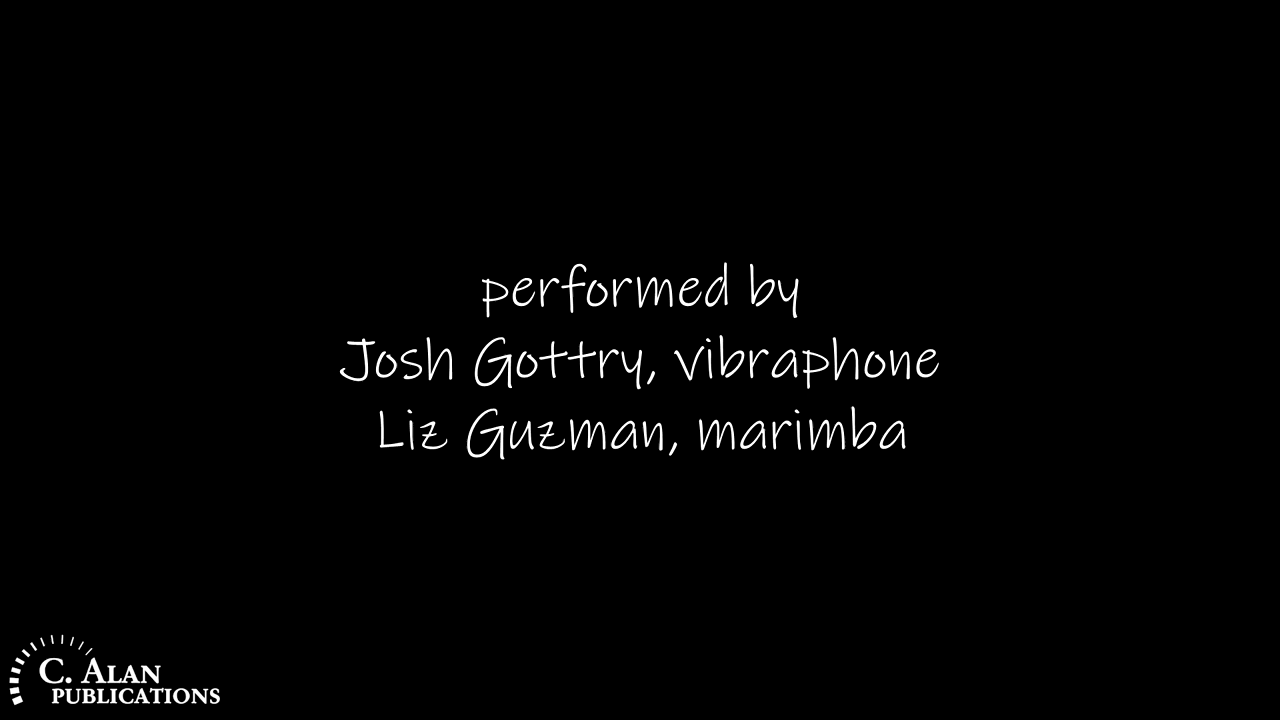 performed by
Josh Gottry, vibraphone
Liz Guzman, marimba
C. ALAN
PUBLICATIONS